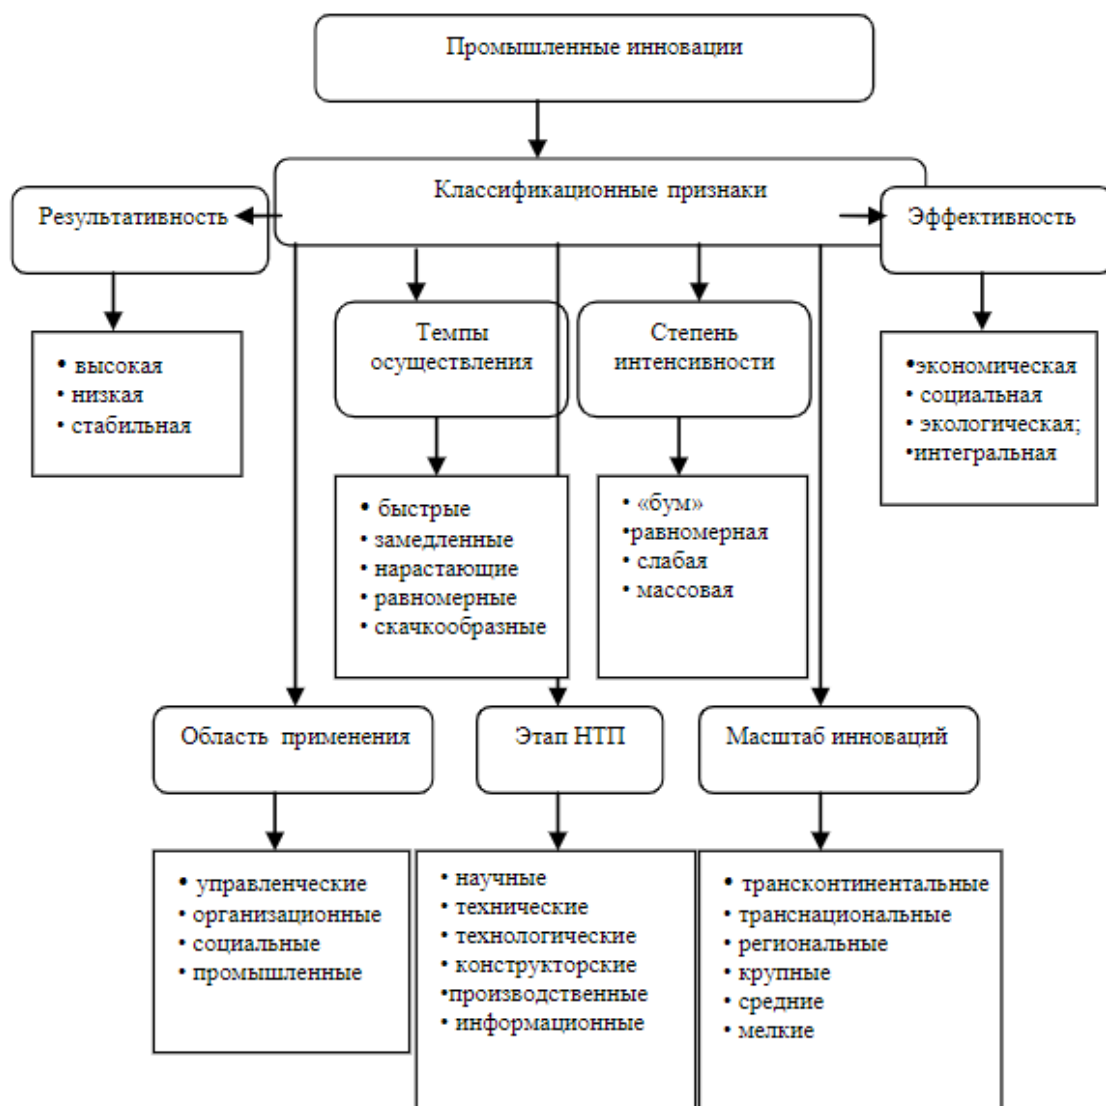 Промышленные инновации
Классификационные признаки
Результативность
Эффективность
• высокая
• низкая
• стабильная
Темпы
осуществления
Степень
интенсивности
•экономическая
• социальная
• экологическая;
•интегральная
• быстрые
• замедленные
• нарастающие
• равномерные
• скачкообразные
• «бум»
•равномерная
• слабая
• массовая
Область применения
Этап НТП
Масштаб инноваций
• управленческие
• организационные
• социальные
• промышленные
• научные
• технические
• технологические
• конструкторские
•производственные
• информационные
• трансконтинентальные
• транснациональные
• региональные
• крупные
• средние
• мелкие